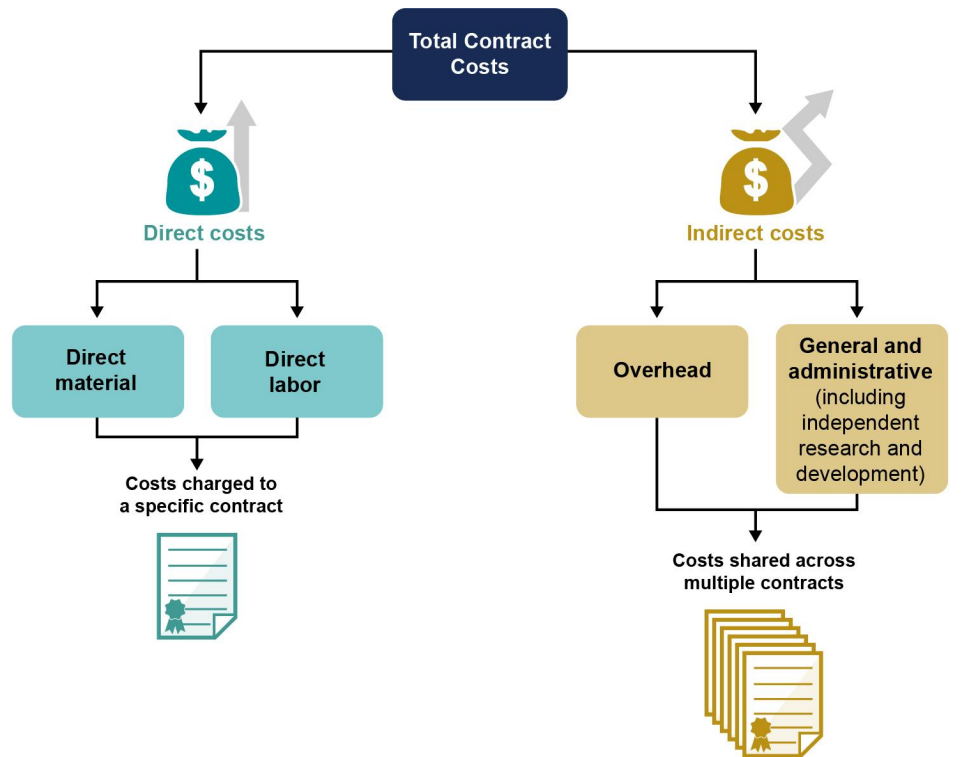 Total Contract
Costs
$
$
Direct costs
Indirect costs
Direct
material
Direct
labor
Overhead
General and
administrative
(including
independent
research and
development)
Costs charged to
a specific contract
Costs shared across
multiple contracts